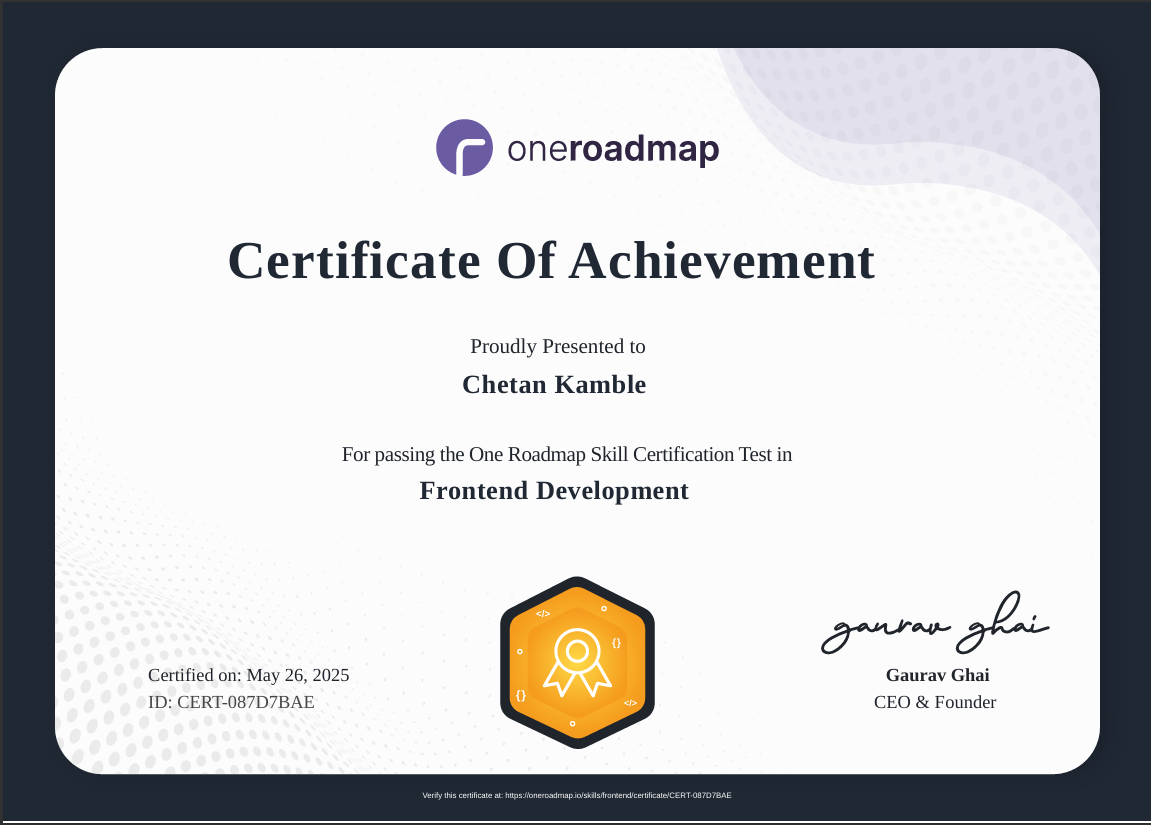 oneroadmap
Certificate Of Achievement
Proudly Presented to
Chetan Kamble
For passing the One Roadmap Skill Certification Test in
Frontend Development
</>
{}
{}
</>
gaurav ghai
Certified on: May 26, 2025
Gaurav Ghai
ID: CERT-087D7BAE
CEO & Founder
Verify this certificate at: https://oneroadmap.io/skills/frontend/certificate/CERT-087D7BAE